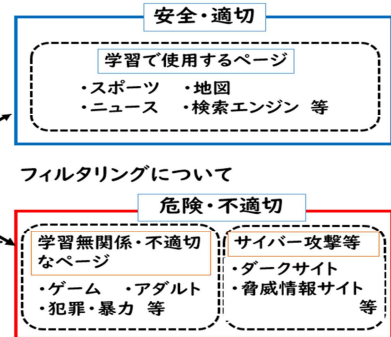 安全・適切
学習で使用するページ
・スポーツ ・地図
・ニュース ・検索エンジン 等
フィルタリングについて
危険・不適切
学習無関係・不適切
なページ
・ゲーム ・アダルト
・犯罪・暴力 等
サイバー攻撃等
・ダークサイト
・脅威情報サイト
等